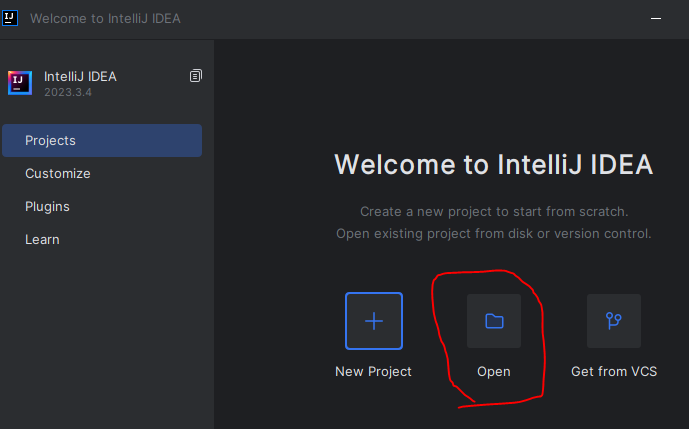 IJ
Welcome to IntelliJ IDEA
IJ
IntelliJ IDEA
2023.3.4
Projects
Customize
Plugins
Learn
Welcome to IntelliJ IDEA
Create a new project to start from scratch.
Open existing project from disk or version control.
New Project
Open
Get from VCS